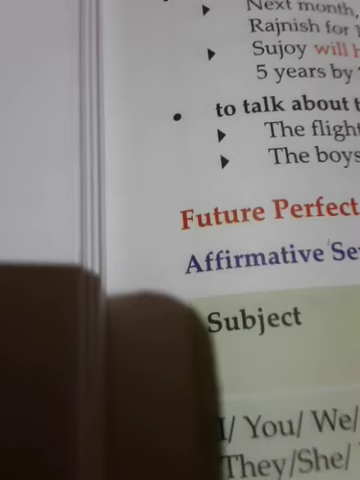 Next month,
Rajnish for
Sujoy will
5 years by
• to talk about
The flight
The boys
Future Perfect
Affirmative
Subject
I/ You/ We/
They/She/